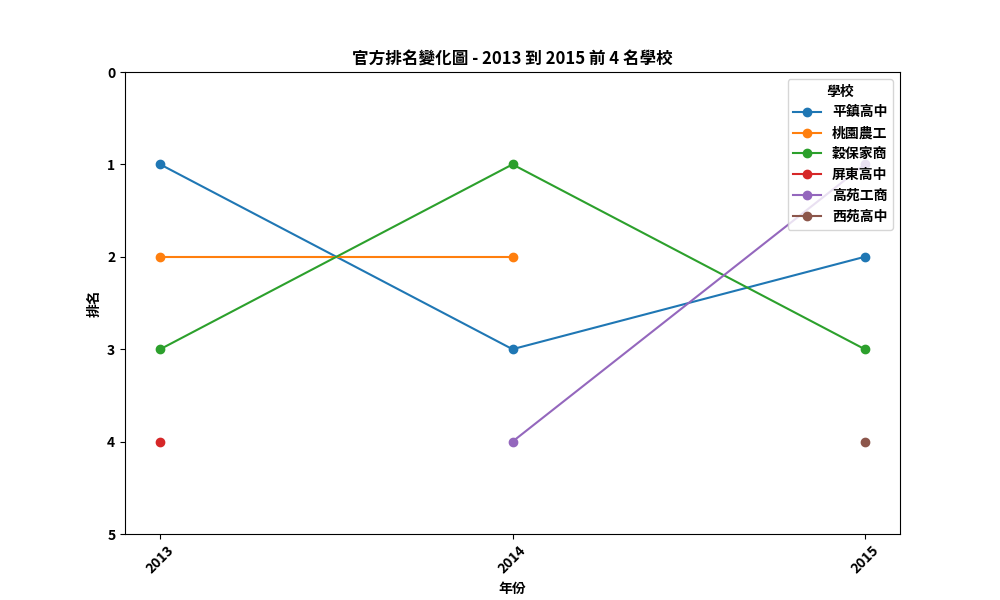 官方排名變化圖 - 2013 到 2015 前 4 名學校
學校
平鎮高中
桃園農工
穀保家商
屏東高中
高苑工商
西苑高中
0
1
2
3
4
5
排名
2013
2014
2015
年份